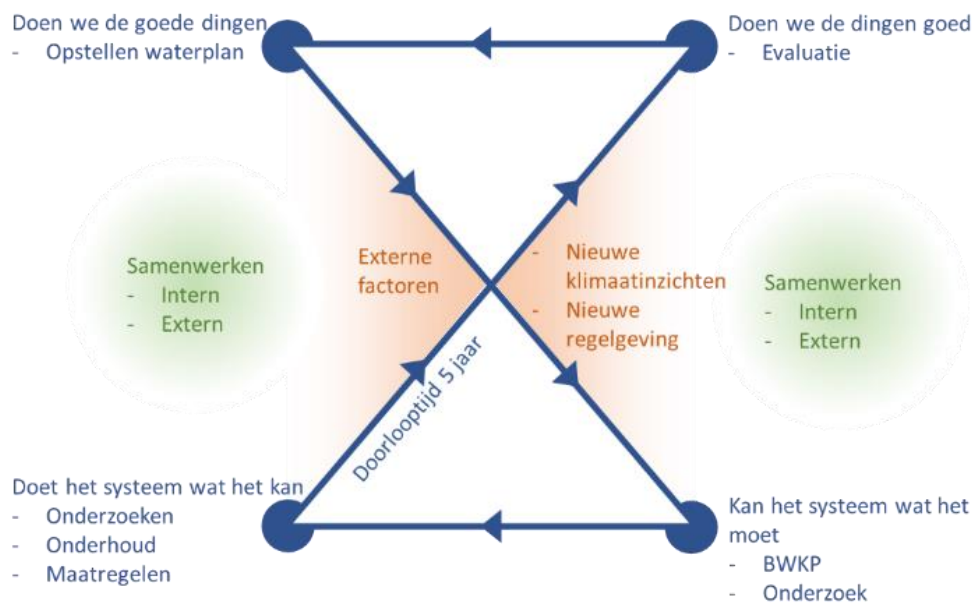 Doen we de goede dingen
- Opstellen waterplan
Doen we de dingen goed
- Evaluatie
Samenwerken
- Intern
- Extern
Externe
factoren
- Nieuwe
klimaatinzichten
- Nieuwe
regelgeving
Samenwerken
- Intern
- Extern
Doorlooptijd 5 jaar
Doet het systeem wat het kan
- Onderzoeken
- Onderhoud
- Maatregelen
Kan het systeem wat het
moet
- BWKP
- Onderzoek